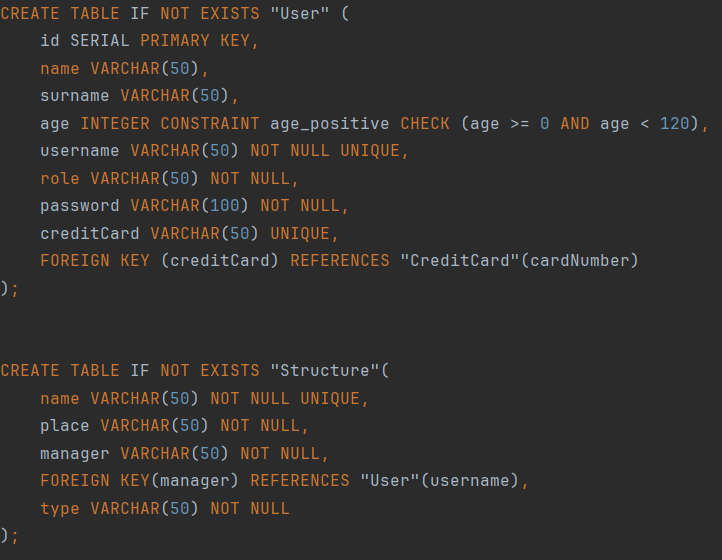 CREATE TABLE IF NOT EXISTS "User" (
    id SERIAL PRIMARY KEY,
    name VARCHAR(50),
    surname VARCHAR(50),
    age INTEGER CONSTRAINT age_positive CHECK (age >= 0 AND age < 120),
    username VARCHAR(50) NOT NULL UNIQUE,
    role VARCHAR(50) NOT NULL,
    password VARCHAR(100) NOT NULL,
    creditCard VARCHAR(50) UNIQUE,
    FOREIGN KEY (creditCard) REFERENCES "CreditCard"(cardNumber)
);
CREATE TABLE IF NOT EXISTS "Structure"(
    name VARCHAR(50) NOT NULL UNIQUE,
    place VARCHAR(50) NOT NULL,
    manager VARCHAR(50) NOT NULL,
    FOREIGN KEY(manager) REFERENCES "User"(username),
    type VARCHAR(50) NOT NULL
);